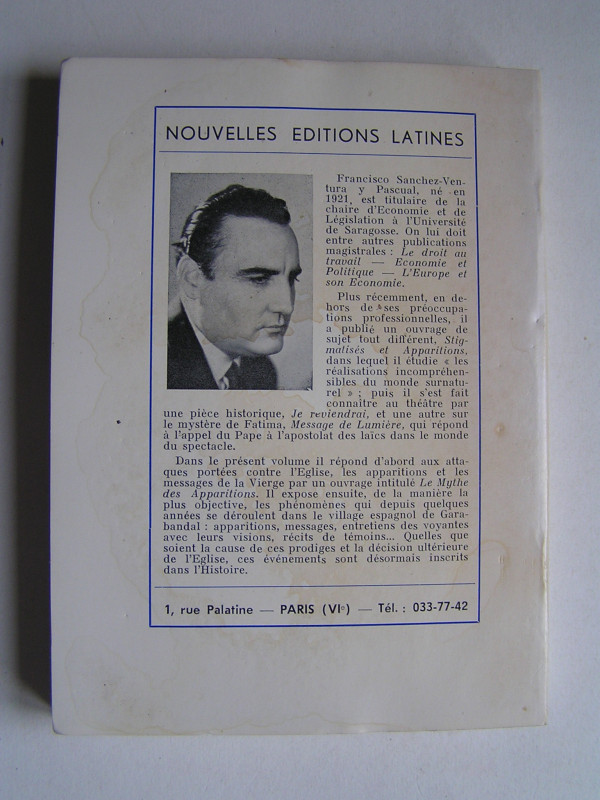 NOUVELLES EDITIONS LATINES
Francisco Sanchez-Ven-
tura y Pascual, né en
1921, est titulaire de la
chaire d'Economie et de
Législation à l'Université
de Saragosse. On lui doit
entre autres publications
magistrales : Le droit au
travail — Economie et
Politique — L'Europe et
son Economie.
Plus récemment, en de-
hors de ses préoccupa-
tions professionnelles, il
a publié un ouvrage de
sujet tout différent, Stig-
matisés et Apparitions,
dans lequel il étudie « les
réalisations incompréhen-
sibles du monde surnatu-
rel » ; puis il s'est fait
connaître au théâtre par
une pièce historique, Je reviendrai, et une autre sur
le mystère de Fatima, Message de Lumière, qui répond
à l'appel du Pape à l'apostolat des laïcs dans le monde
du spectacle.
Dans le présent volume il répond d'abord aux atta-
ques portées contre l'Eglise, les apparitions et les
messages de la Vierge par un ouvrage intitulé Le Mythe
des Apparitions. Il expose ensuite, de la manière la
plus objective, les phénomènes qui depuis quelques
années se déroulent dans le village espagnol de Gara-
bandal : apparitions, messages, entretiens des voyantes
avec leurs visions, récits de témoins... Quelles que
soient la cause de ces prodiges et la décision ultérieure
de l'Eglise, ces événements sont désormais inscrits
dans l'Histoire.
1, rue Palatine — PARIS (VIe) — Tél. : 033-77-42